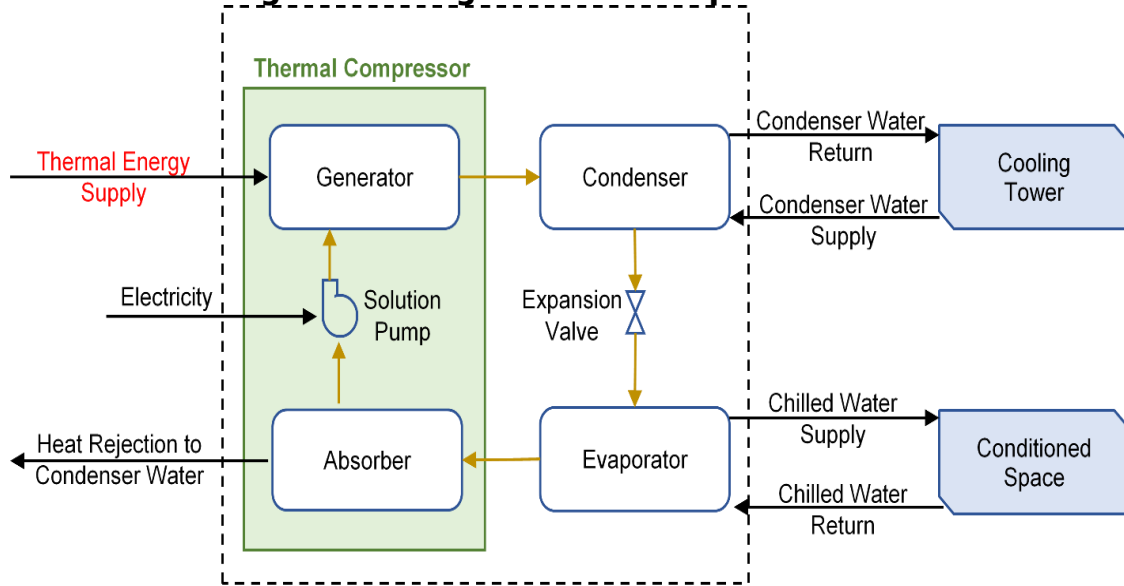 Thermal Compressor
Thermal Energy
Supply
Generator
Condenser
Condenser Water
Return
Condenser Water
Supply
Cooling
Tower
Electricity
Solution
Pump
Expansion
Valve
Heat Rejection to
Condenser Water
Absorber
Evaporator
Chilled Water
Supply
Chilled Water
Return
Conditioned
Space